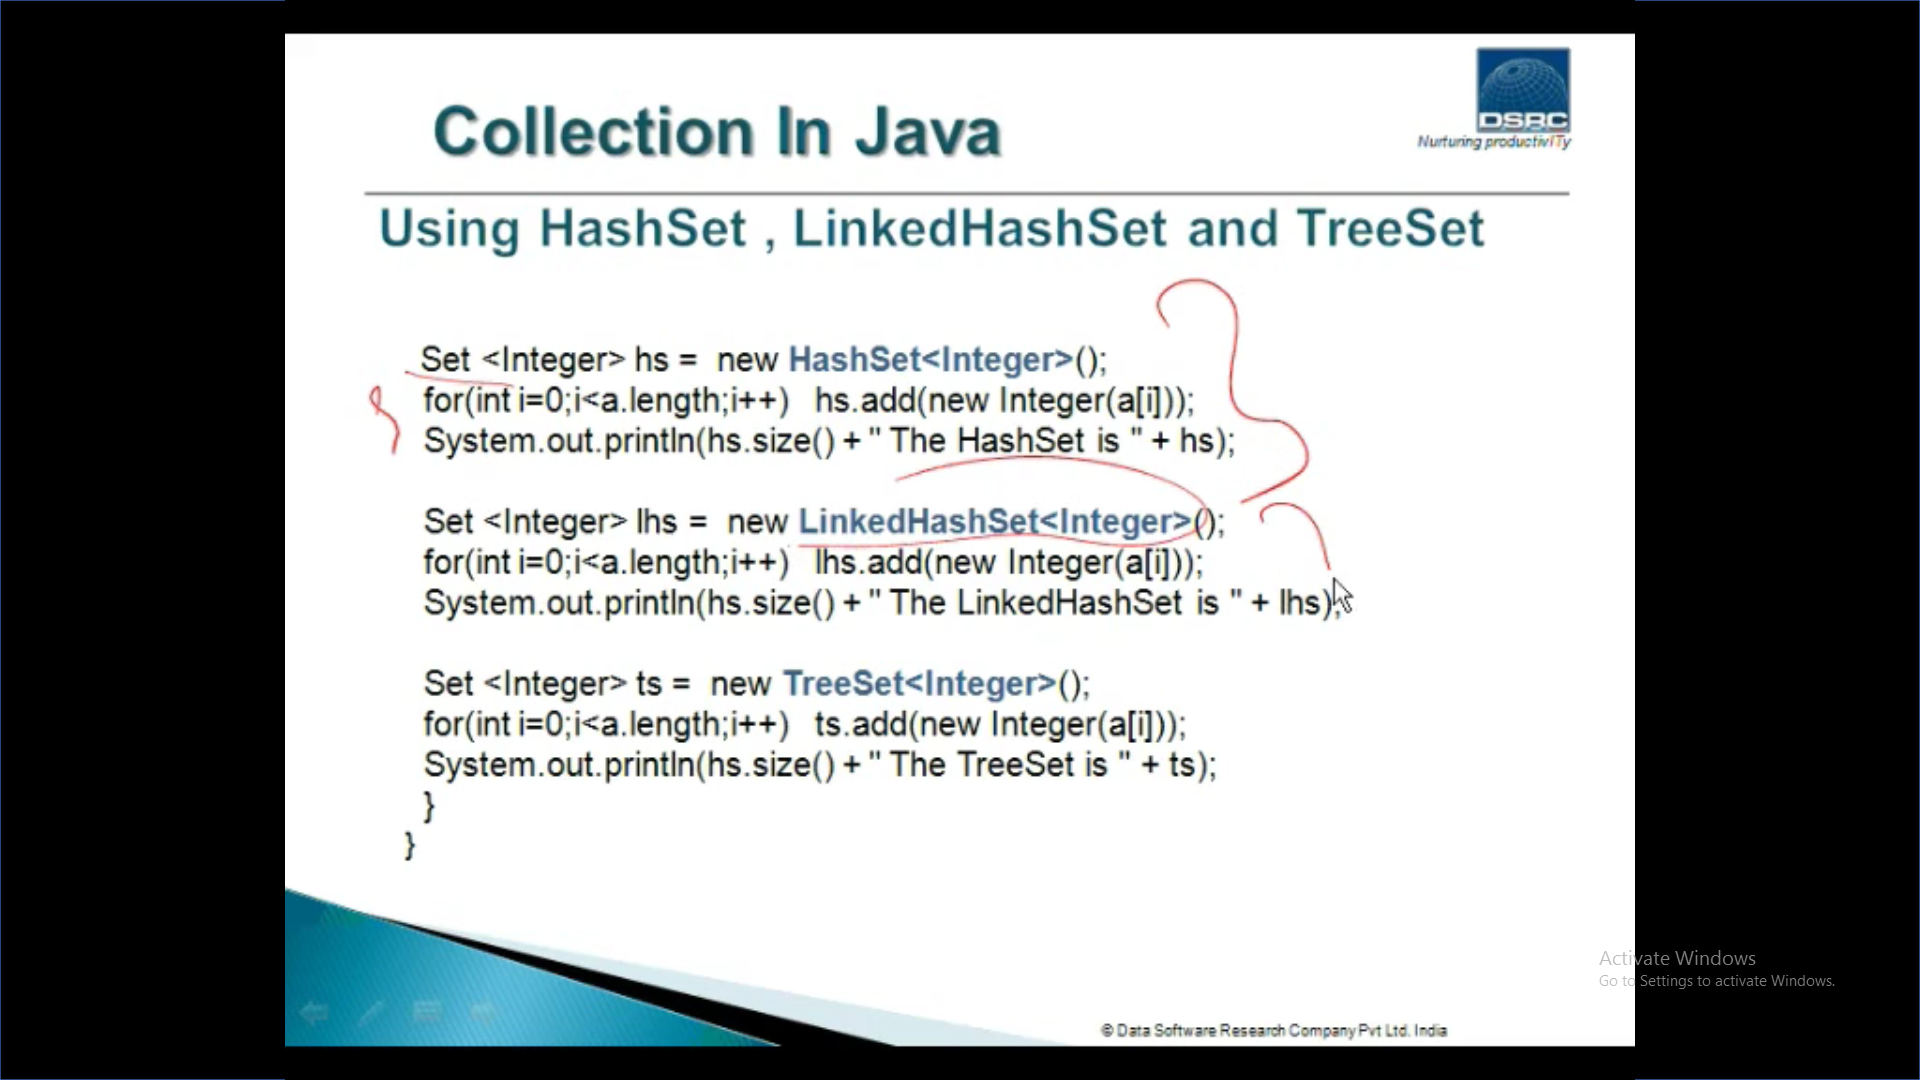 DSRC
Nurturing productivITy
Collection In Java
Using HashSet , LinkedHashSet and TreeSet
Set <Integer> hs = new HashSet<Integer>();
for(int i=0;i<a.length;i++) hs.add(new Integer(a[i]));
System.out.println(hs.size() + " The HashSet is " + hs);
Set <Integer> lhs = new LinkedHashSet<Integer>();
for(int i=0;i<a.length;i++) lhs.add(new Integer(a[i]));
System.out.println(hs.size() + " The LinkedHashSet is " + lhs);
Set <Integer> ts = new TreeSet<Integer>();
for(int i=0;i<a.length;i++) ts.add(new Integer(a[i]));
System.out.println(hs.size() + " The TreeSet is " + ts);
}
}
Activate Windows
Go to Settings to activate Windows.
© Data Software Research Company Pvt Ltd. India